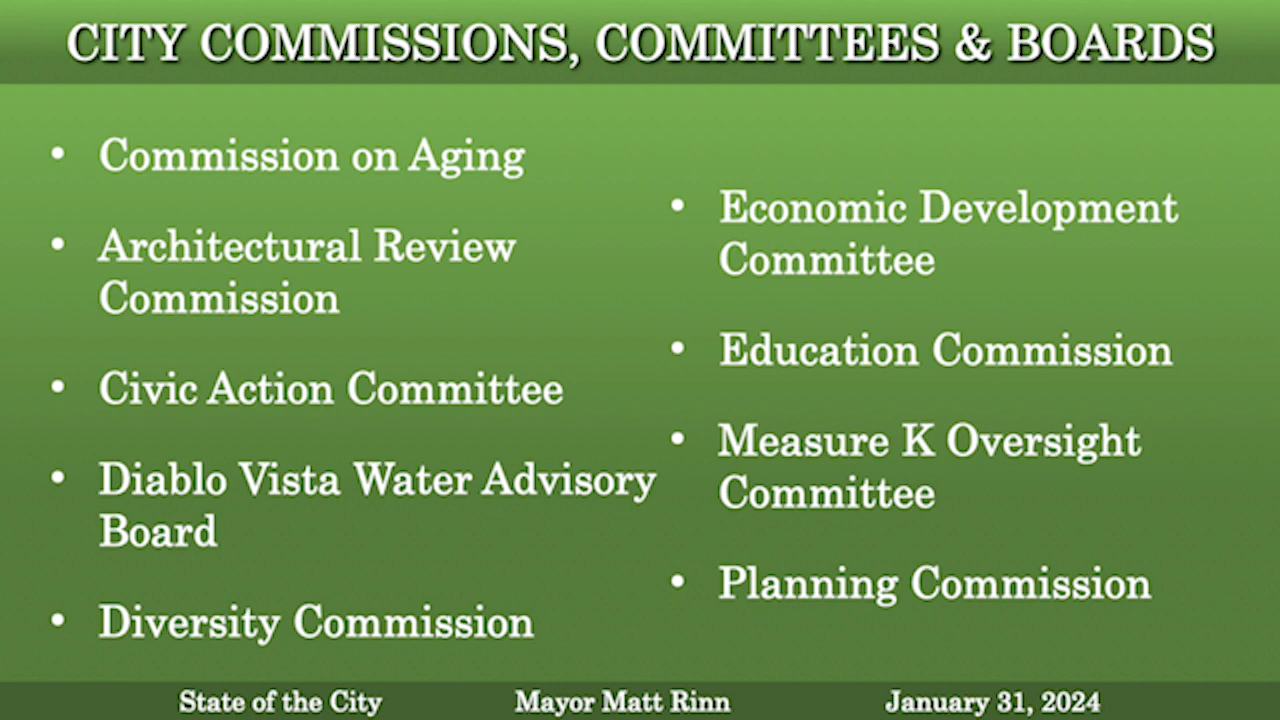 CITY COMMISSIONS, COMMITTEES & BOARDS
• Commission on Aging
• Architectural Review
Commission
• Civic Action Committee
• Diablo Vista Water Advisory
Board
• Diversity Commission
• Economic Development
Committee
• Education Commission
• Measure K Oversight
Committee
• Planning Commission
State of the City Mayor Matt Rinn January 31, 2024